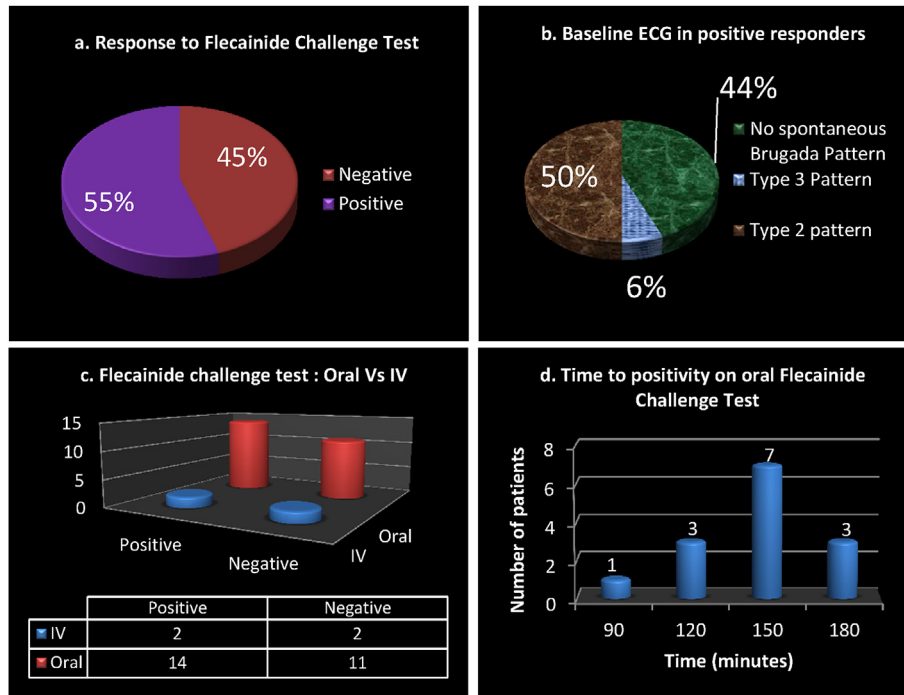 a. Response to Flecainide Challenge Test
45%
55%
Negative
Positive
b. Baseline ECG in positive responders
44%
50%
6%
No spontaneous
Brugada Pattern
Type 3 Pattern
Type 2 pattern
c. Flecainide challenge test : Oral Vs IV
15
10
5
0
Positive
Negative
IV
Oral
Positive Negative
IV 2 2
Oral 14 11
d. Time to positivity on oral Flecainide
Challenge Test
Number of patients
8
6
4
2
0
1
3
7
3
90 120 150 180
Time (minutes)